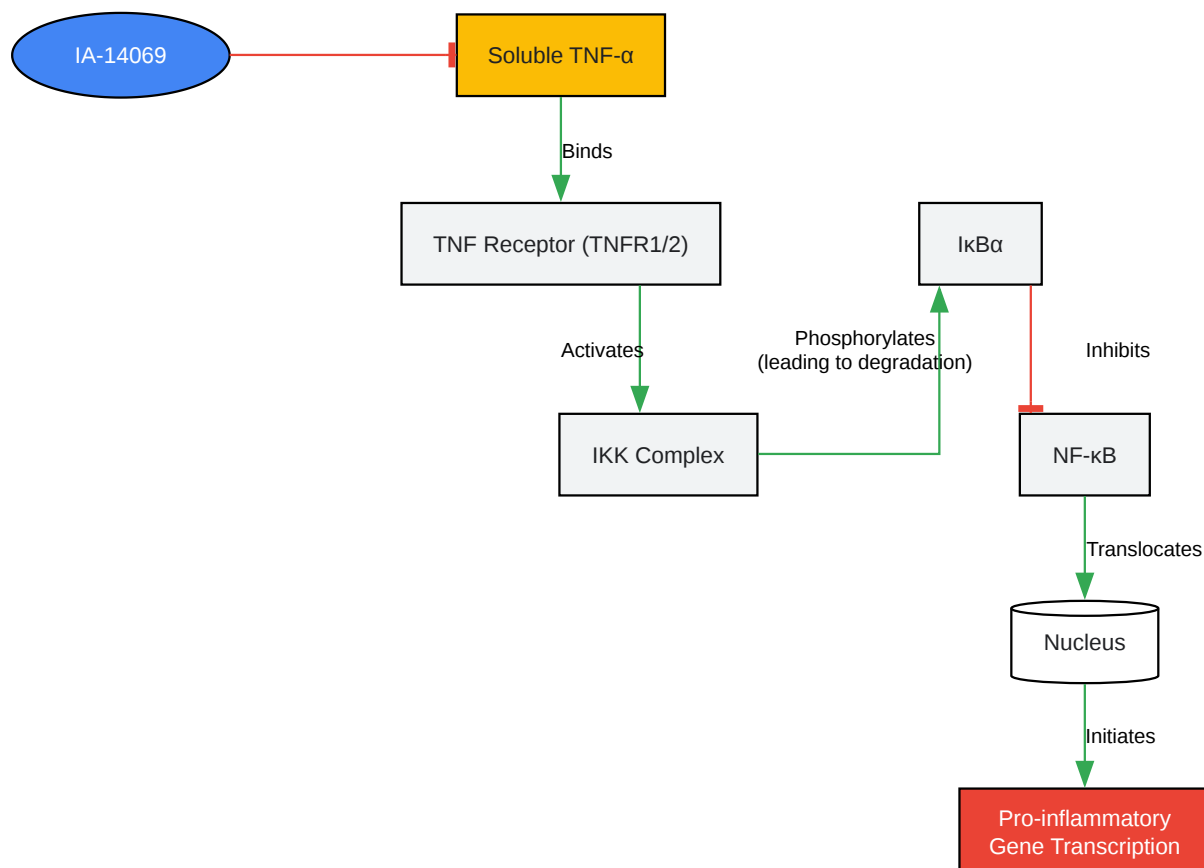 IA-14069
Soluble TNF-α
Binds
TNF Receptor (TNFR1/2)
IκBα
Activates
Phosphorylates
(leading to degradation)
Inhibits
IKK Complex
NF-κB
Translocates
Nucleus
Initiates
Pro-inflammatory
Gene Transcription